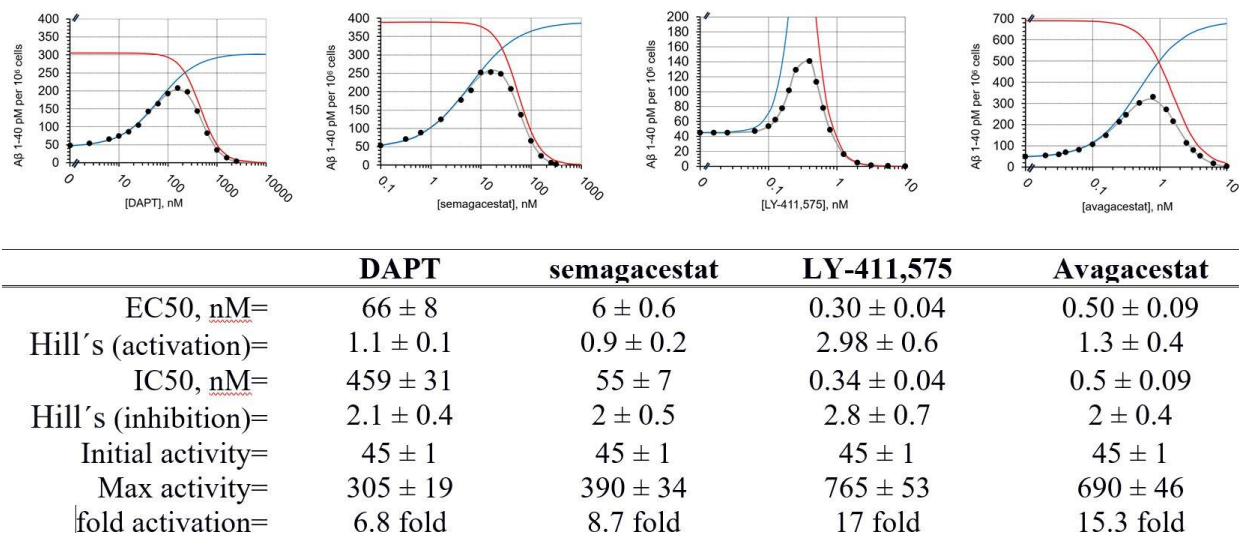 400
350
300
250
200
150
100
50
0
Aβ 1-40 pM per 10⁶ cells
0 10 100 1000 10000
[DAPT], nM
400
350
300
250
200
150
100
50
0
Aβ 1-40 pM per 10⁶ cells
0.1 1 10 100 1000
[semagacestat], nM
200
180
160
140
120
100
80
60
40
20
0
Aβ 1-40 pM per 10⁶ cells
0 0.1 1 10
[LY-411,575], nM
700
600
500
400
300
200
100
0
Aβ 1-40 pM per 10⁶ cells
0 0.1 1 10
[avagacestat], nM
DAPT semagacestat LY-411,575 Avagacestat
EC50, nM= 66 ± 8 6 ± 0.6 0.30 ± 0.04 0.50 ± 0.09
Hill´s (activation)= 1.1 ± 0.1 0.9 ± 0.2 2.98 ± 0.6 1.3 ± 0.4
IC50, nM= 459 ± 31 55 ± 7 0.34 ± 0.04 0.5 ± 0.09
Hill´s (inhibition)= 2.1 ± 0.4 2 ± 0.5 2.8 ± 0.7 2 ± 0.4
Initial activity= 45 ± 1 45 ± 1 45 ± 1 45 ± 1
Max activity= 305 ± 19 390 ± 34 765 ± 53 690 ± 46
fold activation= 6.8 fold 8.7 fold 17 fold 15.3 fold